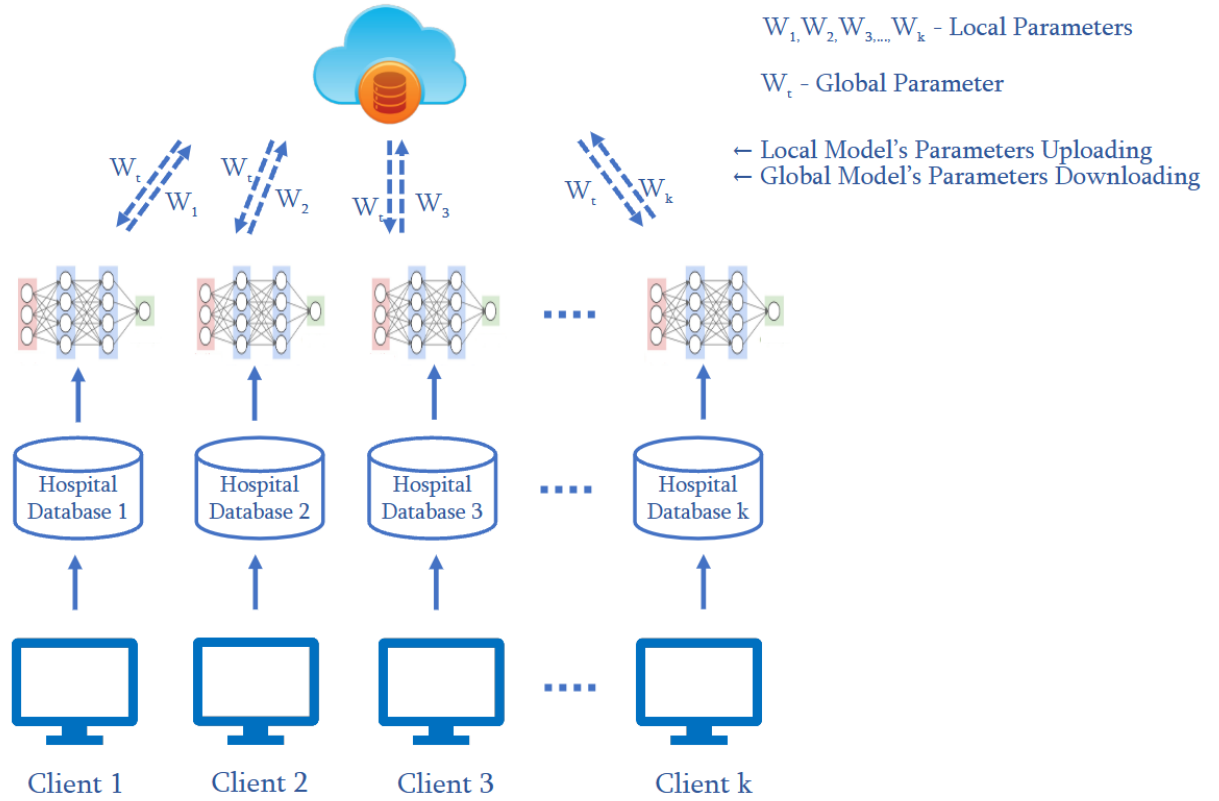 W₁,W₂,W₃,...,Wₖ - Local Parameters
Wₜ - Global Parameter
← Local Model's Parameters Uploading
← Global Model's Parameters Downloading
Wₜ
W₁
Wₜ
W₂
Wₜ
W₃
Wₜ
Wₖ
Hospital
Database 1
Hospital
Database 2
Hospital
Database 3
Hospital
Database k
Client 1
Client 2
Client 3
Client k